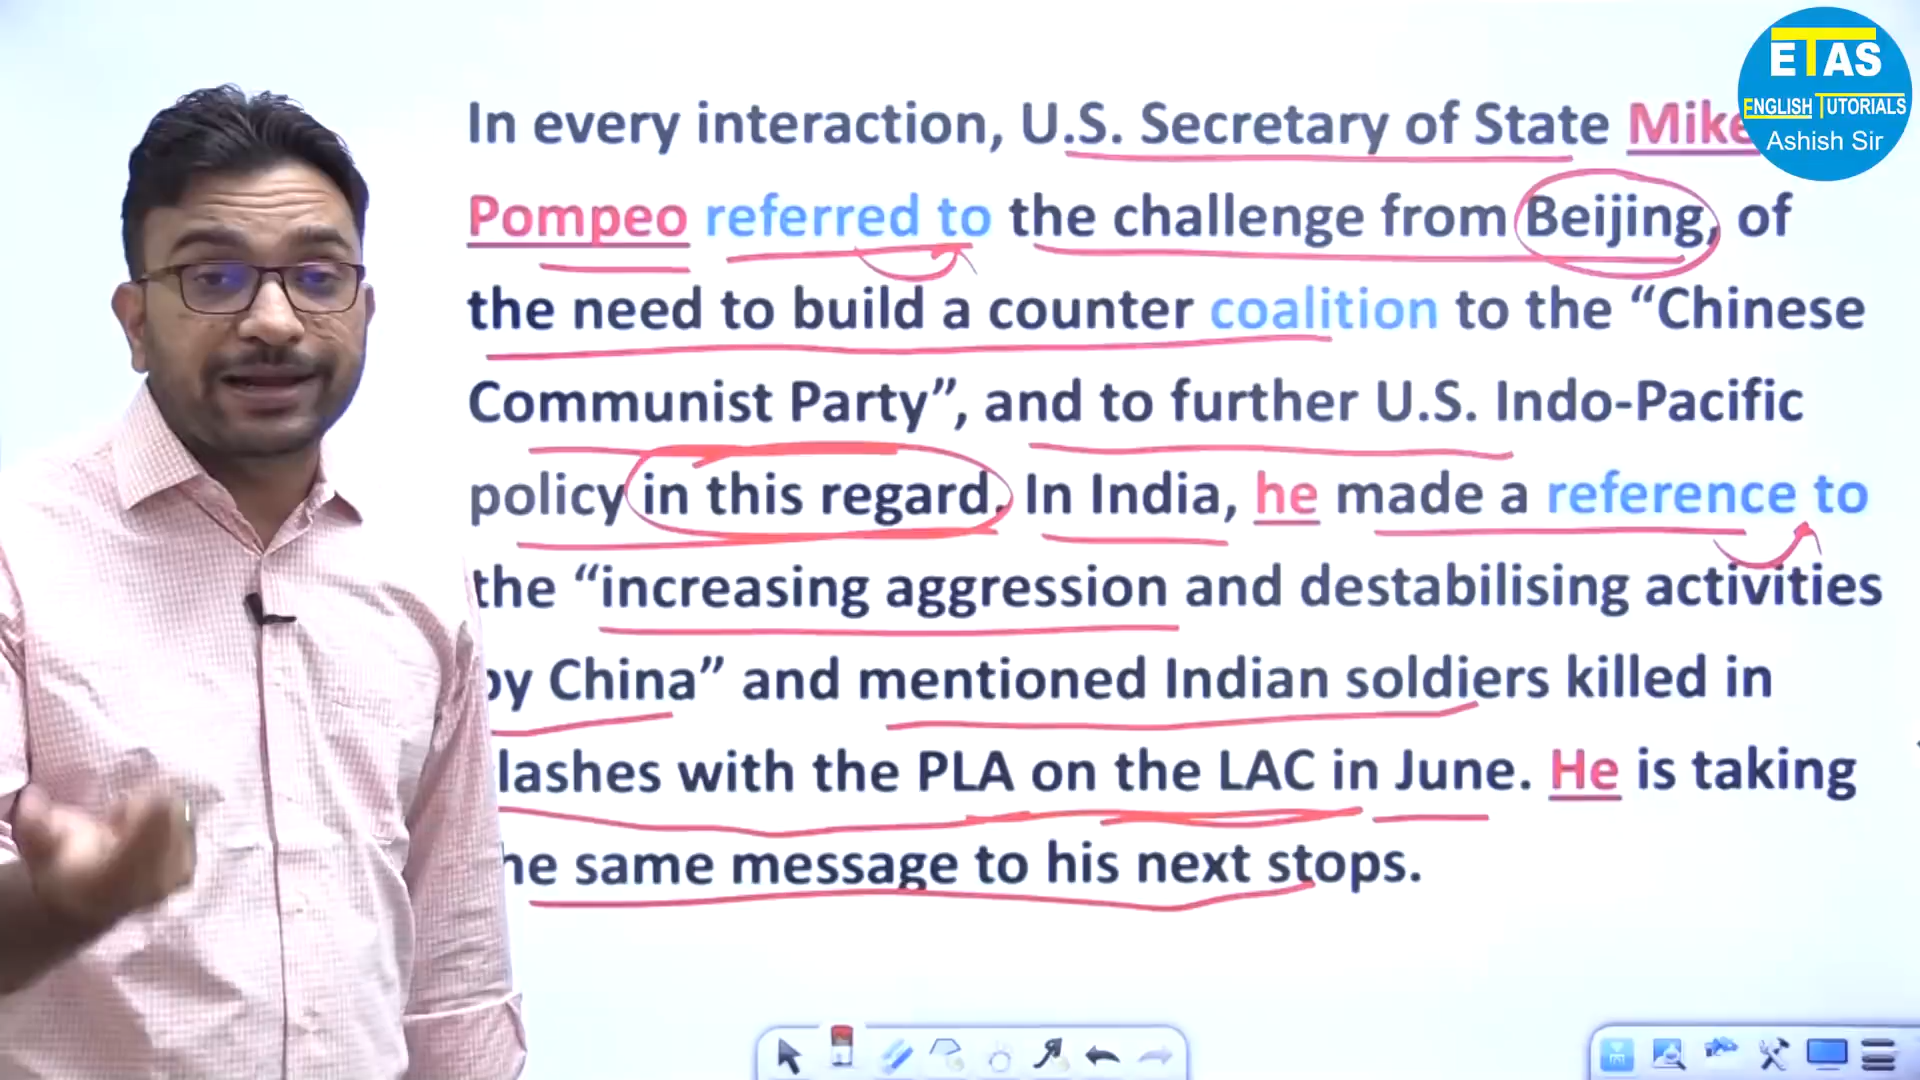 ETAS
ENGLISH TUTORIALS
Ashish Sir
In every interaction, U.S. Secretary of State Mike
Pompeo referred to the challenge from Beijing, of
the need to build a counter coalition to the “Chinese
Communist Party”, and to further U.S. Indo-Pacific
policy in this regard. In India, he made a reference to
the “increasing aggression and destabilising activities
by China” and mentioned Indian soldiers killed in
lashes with the PLA on the LAC in June. He is taking
he same message to his next stops.